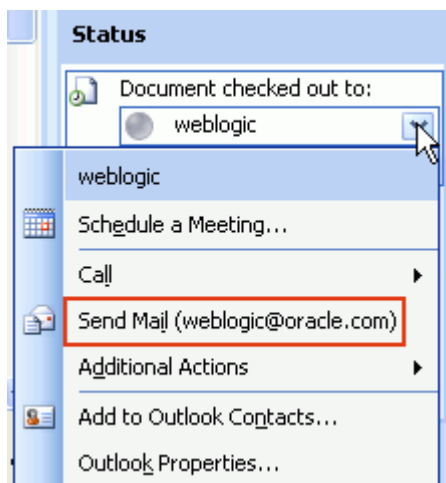 Status
Document checked out to:
weblogic
weblogic
Schedule a Meeting...
Call
Send Mail (weblogic@oracle.com)
Additional Actions
Add to Outlook Contacts...
Outlook Properties...